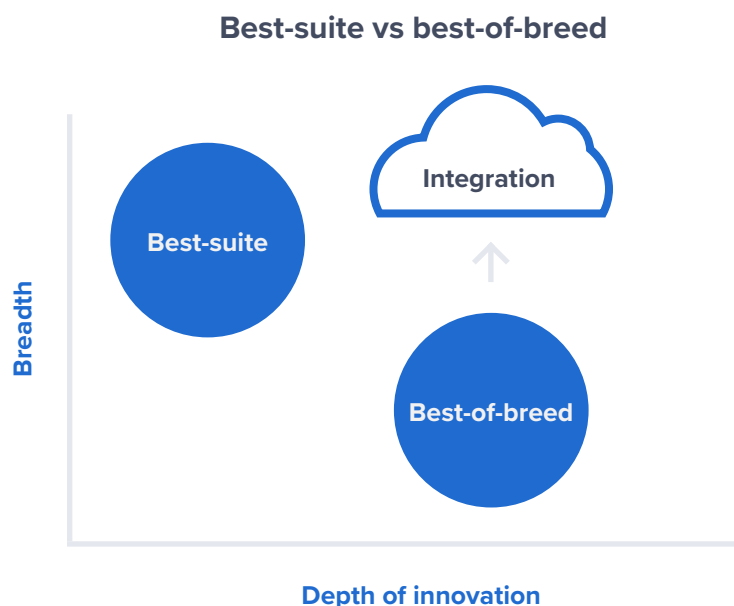 Best-suite vs best-of-breed
Integration
Best-suite
Breadth
Best-of-breed
Depth of innovation